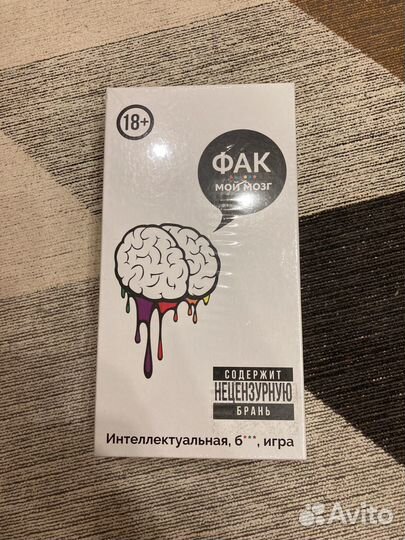 18+
ФАК
МОЙ МОЗГ
СОДЕРЖИТ
НЕЦЕНЗУРНУЮ
БРАНЬ
Интеллектуальная, б***, игра
Avito